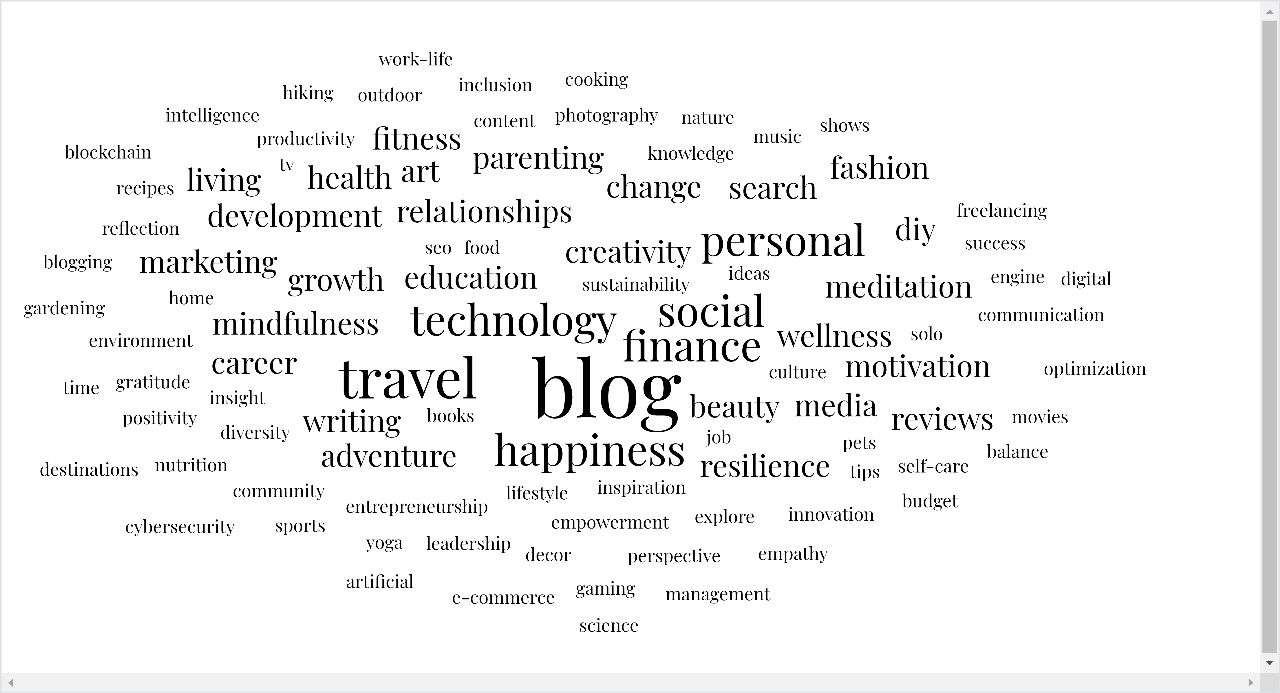 work-life
hiking outdoor inclusion cooking
intelligence content photography nature
productivity fitness music shows
blockchain tv parenting knowledge
recipes living health art change search fashion
reflection development relationships freelancing
blogging seo food personal diy success
marketing creativity ideas
growth education sustainability meditation engine digital
gardening home social communication
environment mindfulness technology wellness solo
career finance culture motivation optimization
time gratitude insight travel blog
positivity writing books beauty media reviews movies
diversity job pets balance
destinations nutrition adventure happiness resilience tips self-care
community entrepreneurship lifestyle inspiration budget
cybersecurity sports empowerment explore innovation
yoga leadership decor perspective empathy
artificial e-commerce gaming management
science